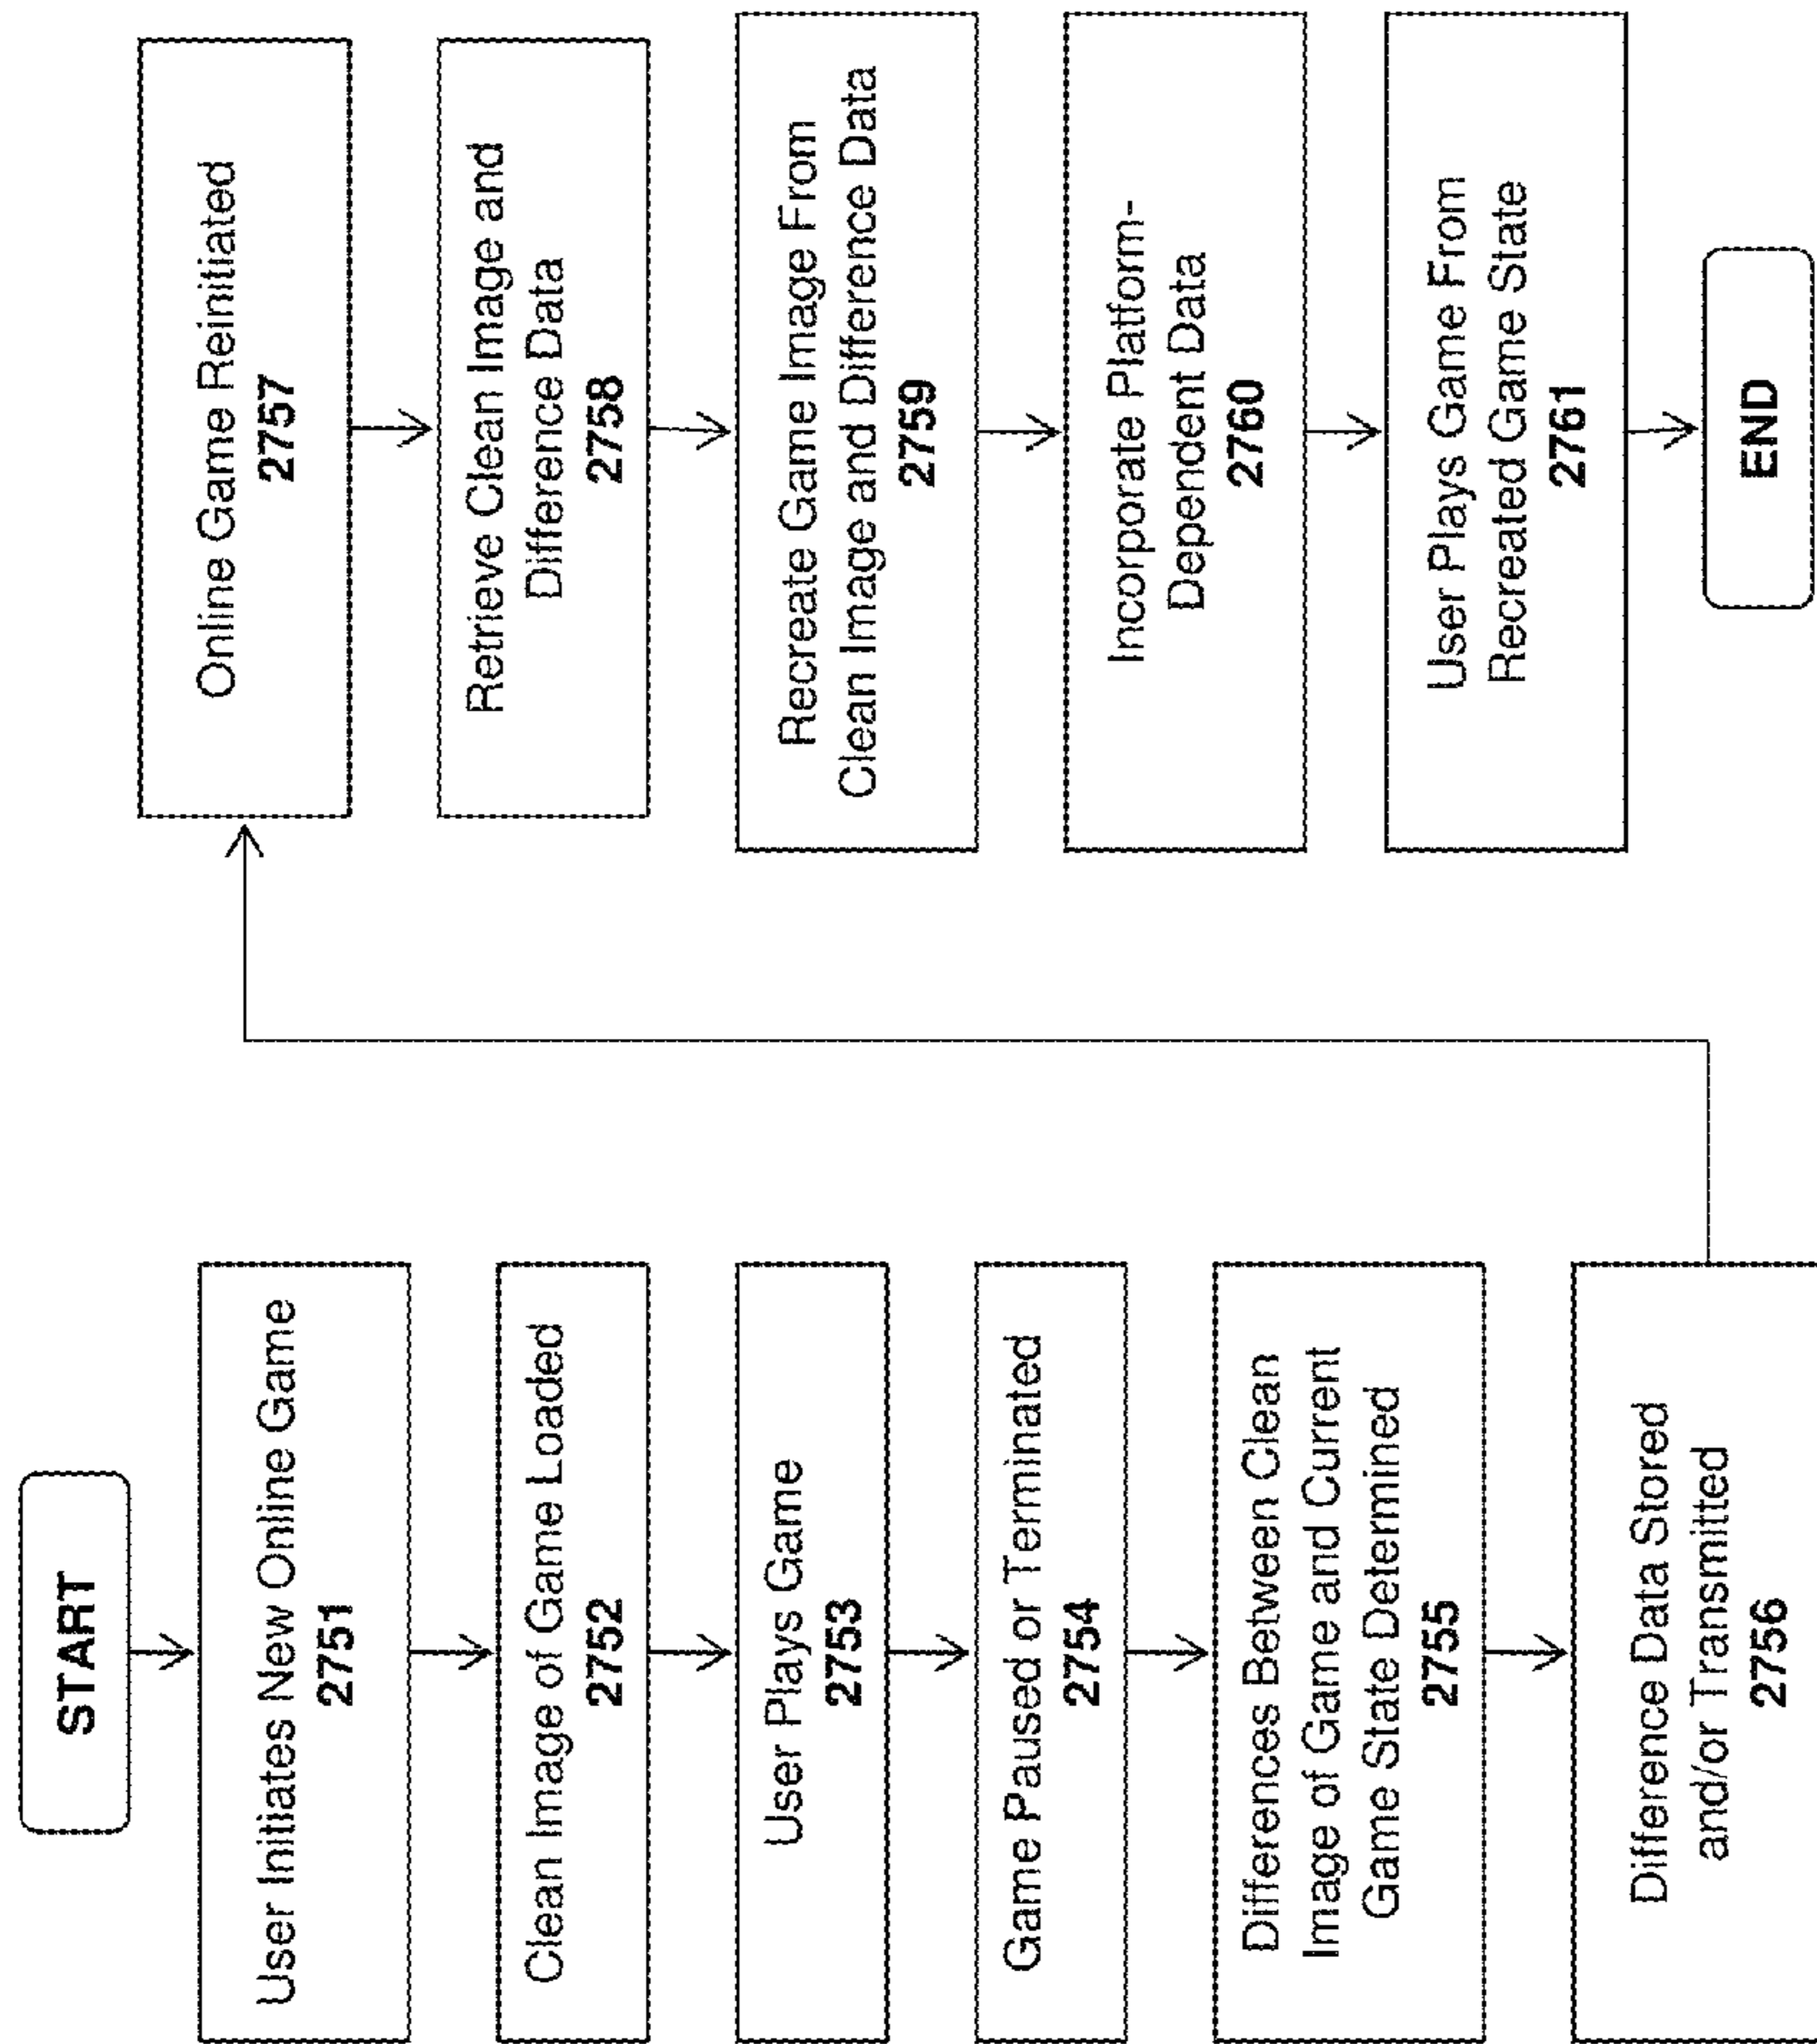 START
User Initiates New Online Game
2751
Clean Image of Game Loaded
2752
User Plays Game
2753
Game Paused or Terminated
2754
Differences Between Clean
Image of Game and Current
Game State Determined
2755
Difference Data Stored
and/or Transmitted
2756
Online Game Reinitiated
2757
Retrieve Clean Image and
Difference Data
2758
Recreate Game Image From
Clean Image and Difference Data
2759
Incorporate Platform-
Dependent Data
2760
User Plays Game From
Recreated Game State
2761
END